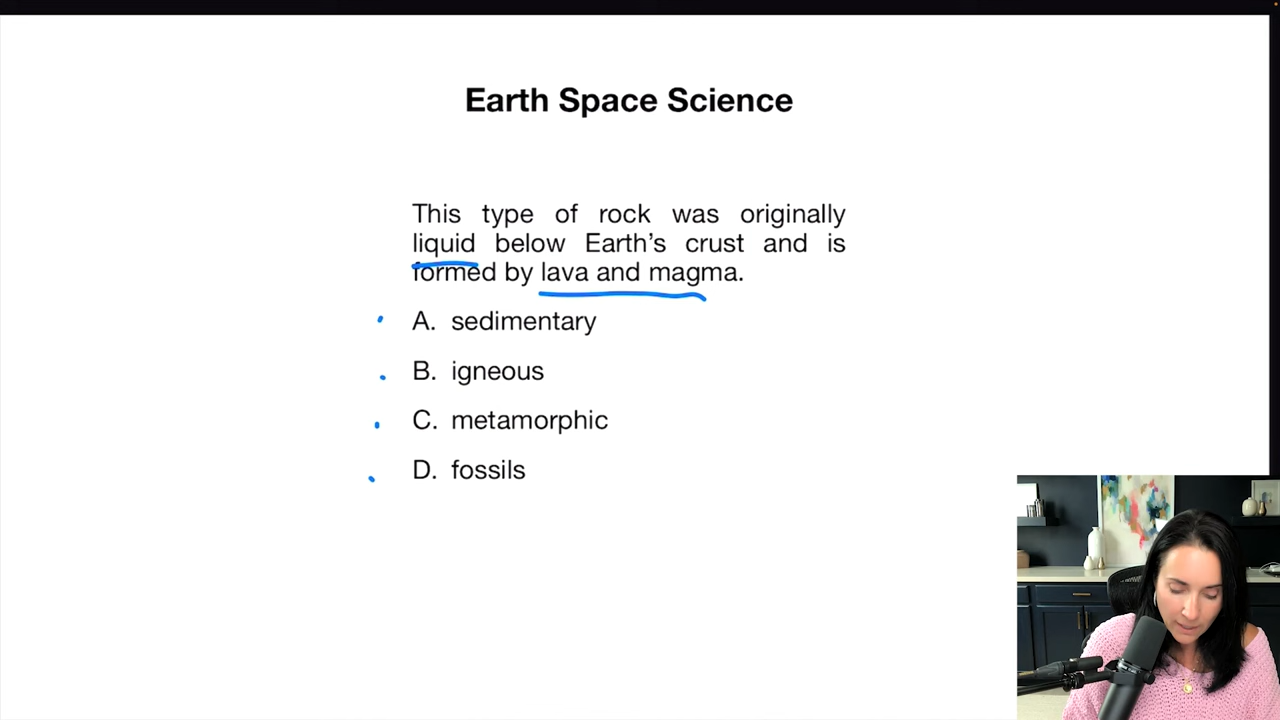 Earth Space Science
This type of rock was originally
liquid below Earth’s crust and is
formed by lava and magma.
A. sedimentary
B. igneous
C. metamorphic
D. fossils